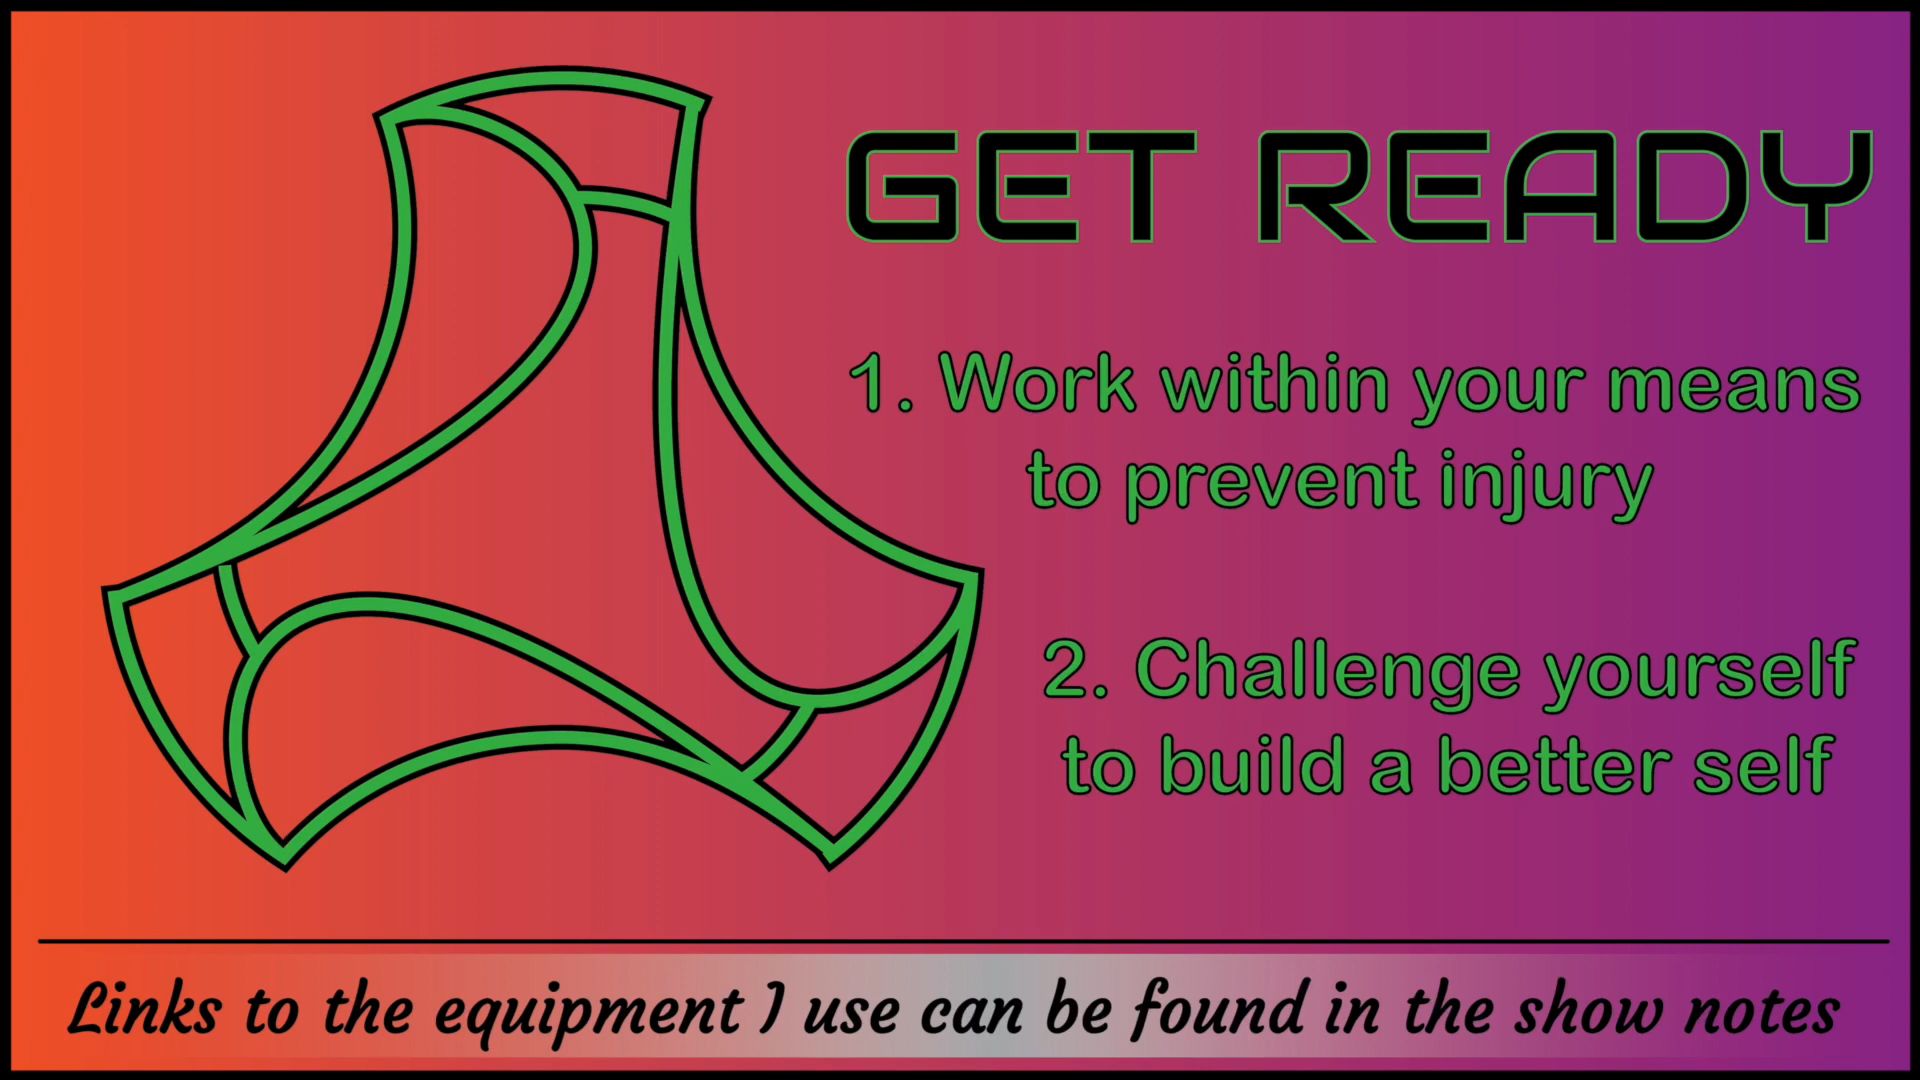 GET READY
1. Work within your means
to prevent injury
2. Challenge yourself
to build a better self
Links to the equipment I use can be found in the show notes